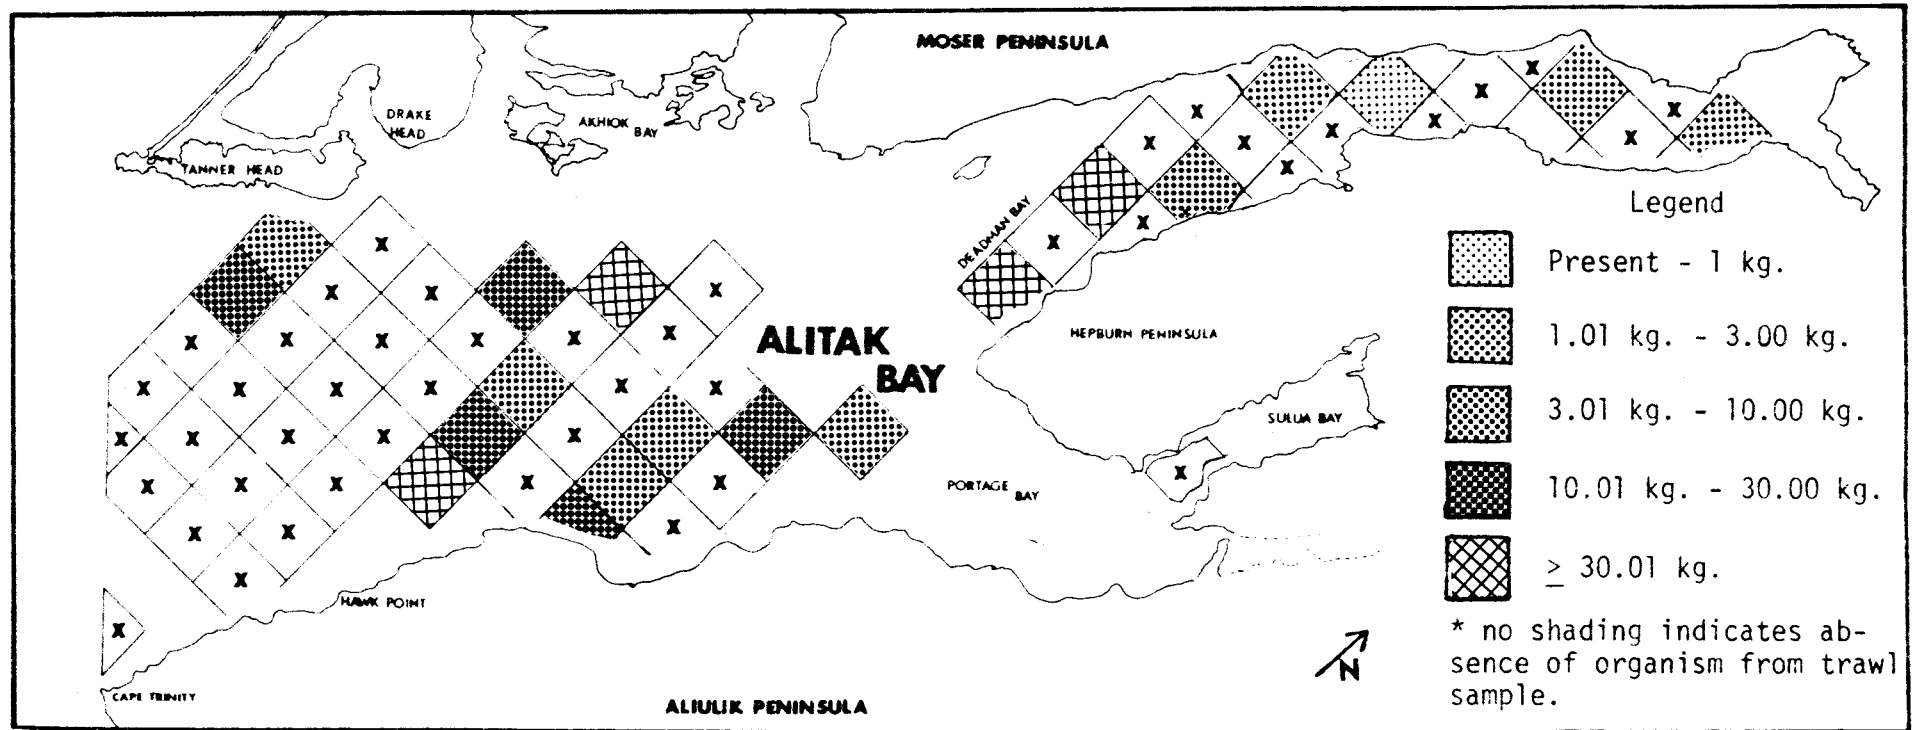 MOSER PENINSULA
DRAKE
HEAD
AKHIOK BAY
TANNER HEAD
DEADMAN BAY
Legend
Present - 1 kg.
1.01 kg. - 3.00 kg.
3.01 kg. - 10.00 kg.
10.01 kg. - 30.00 kg.
≥ 30.01 kg.
* no shading indicates ab-
sence of organism from trawl
sample.
ALITAK
BAY
HEPBURN PENINSULA
SULUA BAY
PORTAGE BAY
HAWK POINT
N
CAPE TRINITY
ALIULIK PENINSULA